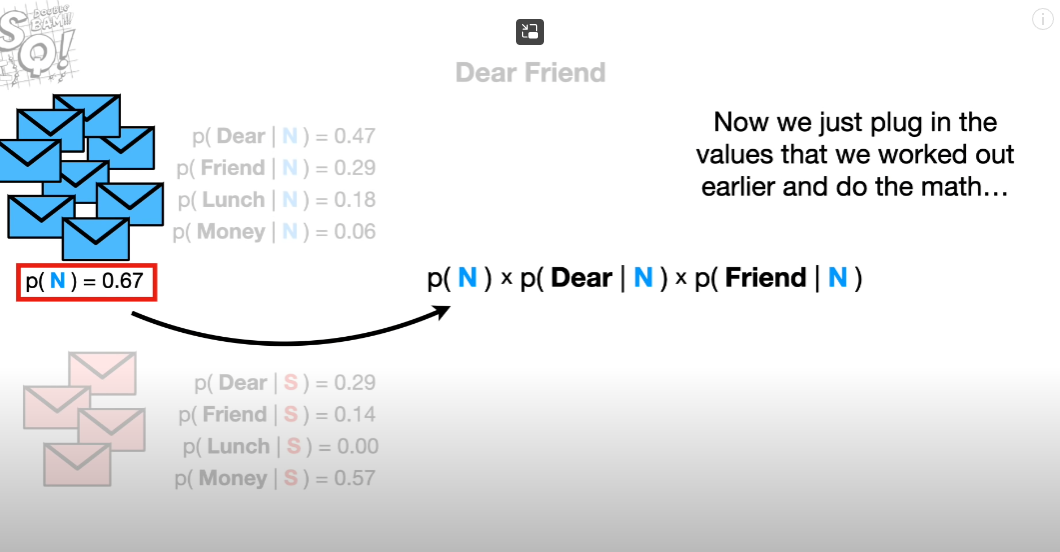 DOUBLE
BAM!!!
SQ!
Dear Friend
Now we just plug in the
values that we worked out
earlier and do the math…
p( Dear | N ) = 0.47
p( Friend | N ) = 0.29
p( Lunch | N ) = 0.18
p( Money | N ) = 0.06
p( N ) = 0.67
p( N ) x p( Dear | N ) x p( Friend | N )
p( Dear | S ) = 0.29
p( Friend | S ) = 0.14
p( Lunch | S ) = 0.00
p( Money | S ) = 0.57